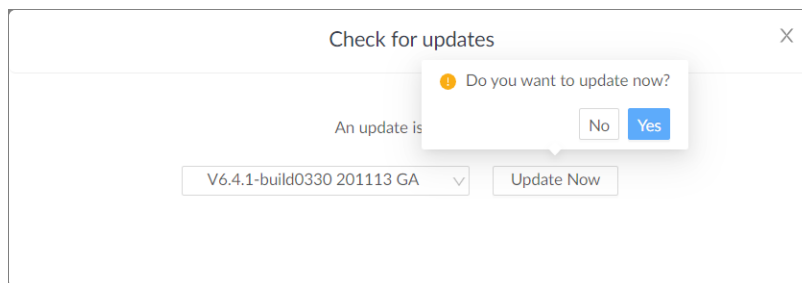 Check for updates
Do you want to update now?
No Yes
An update is
V6.4.1-build0330 201113 GA Update Now